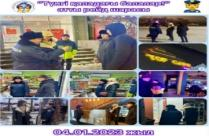 "Түнгі қаладағы балалар!"
атты рейд шарасы
04.01.2023 жыл